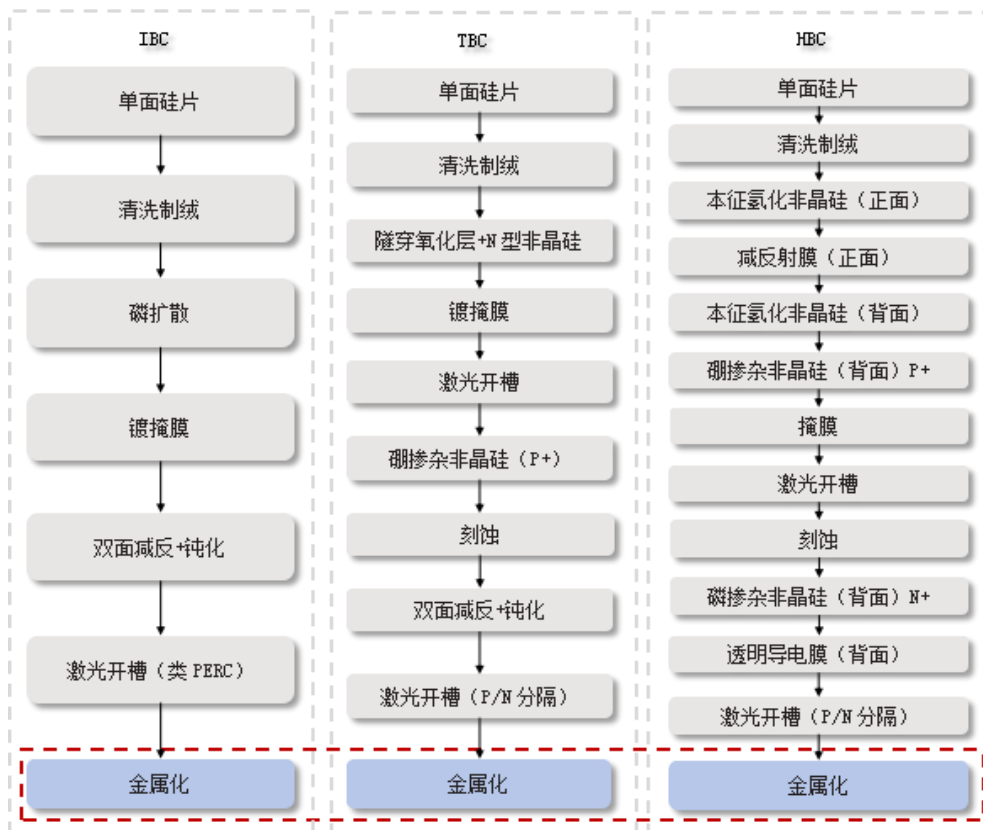 IBC
单面硅片
清洗制绒
磷扩散
镀掩膜
双面减反+钝化
激光开槽（类 PERC）
金属化
TBC
单面硅片
清洗制绒
隧穿氧化层+N 型非晶硅
镀掩膜
激光开槽
硼掺杂非晶硅（P+）
刻蚀
双面减反+钝化
激光开槽（P/N 分隔）
金属化
HBC
单面硅片
清洗制绒
本征氢化非晶硅（正面）
减反射膜（正面）
本征氢化非晶硅（背面）
硼掺杂非晶硅（背面）P+
掩膜
激光开槽
刻蚀
磷掺杂非晶硅（背面）N+
透明导电膜（背面）
激光开槽（P/N 分隔）
金属化